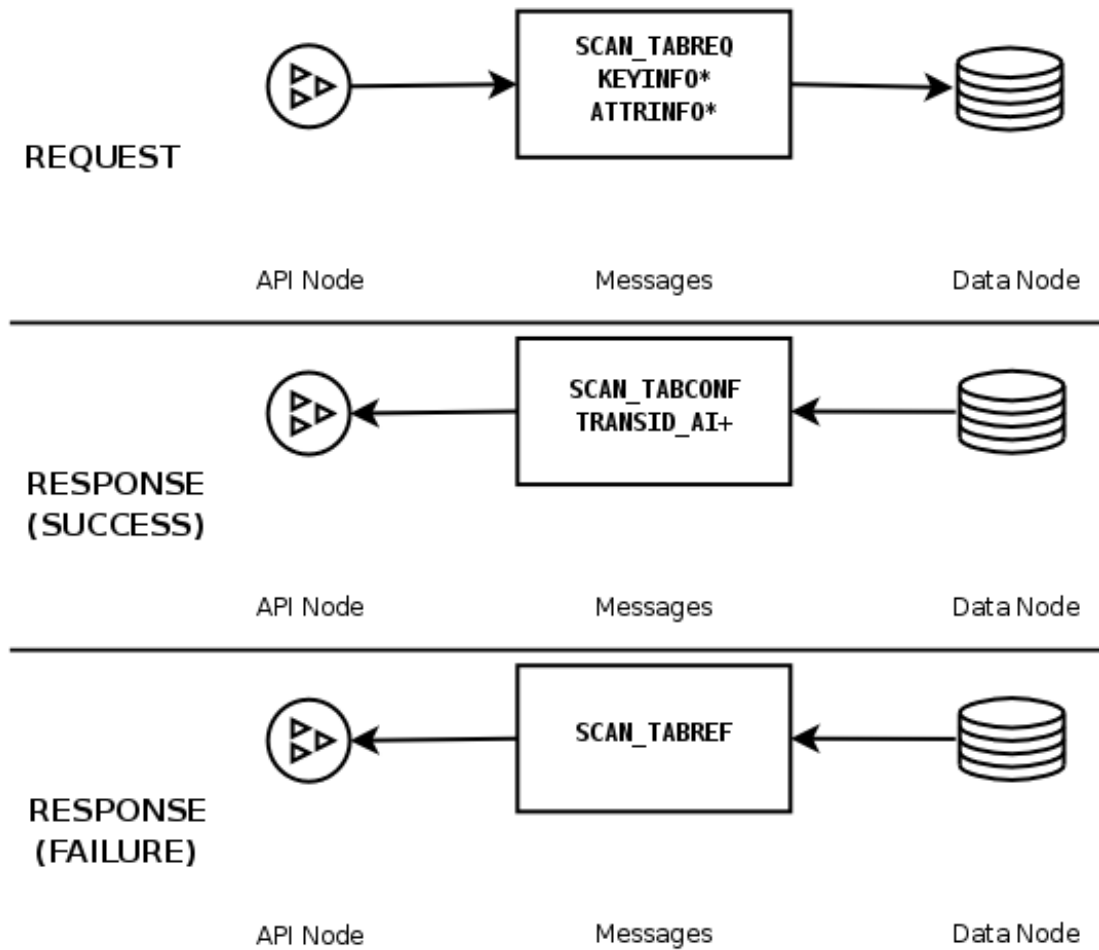 SCAN_TABREQ
KEYINFO*
ATTRINFO*
REQUEST
API Node
Messages
Data Node
SCAN_TABCONF
TRANSID_AI+
RESPONSE
(SUCCESS)
API Node
Messages
Data Node
SCAN_TABREF
RESPONSE
(FAILURE)
API Node
Messages
Data Node